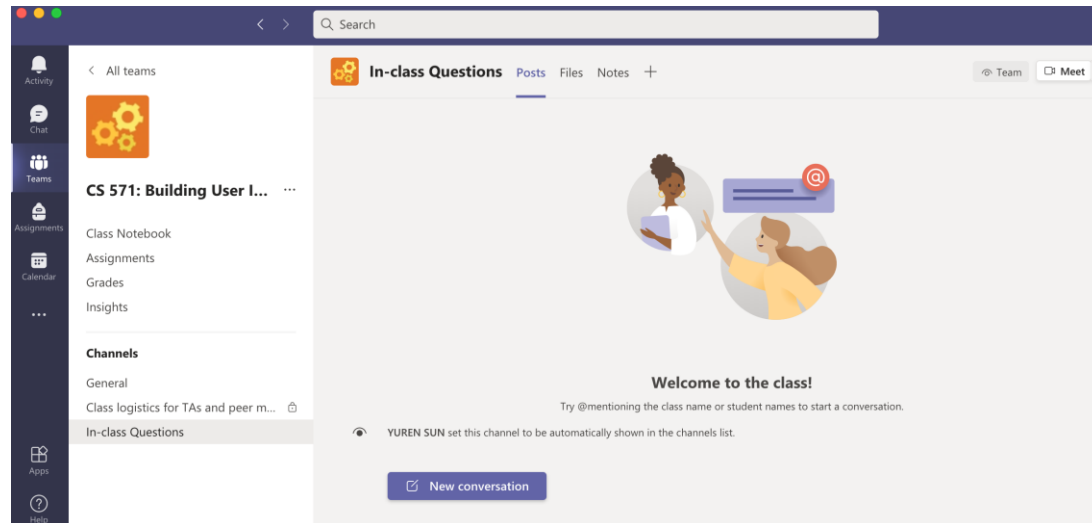 Search
Activity
Chat
Teams
Assignments
Calendar
Apps
Help
All teams
CS 571: Building User I...
Class Notebook
Assignments
Grades
Insights
Channels
General
Class logistics for TAs and peer m...
In-class Questions
In-class Questions Posts Files Notes
Team Meet
@
Welcome to the class!
Try @mentioning the class name or student names to start a conversation.
YUREN SUN set this channel to be automatically shown in the channels list.
New conversation